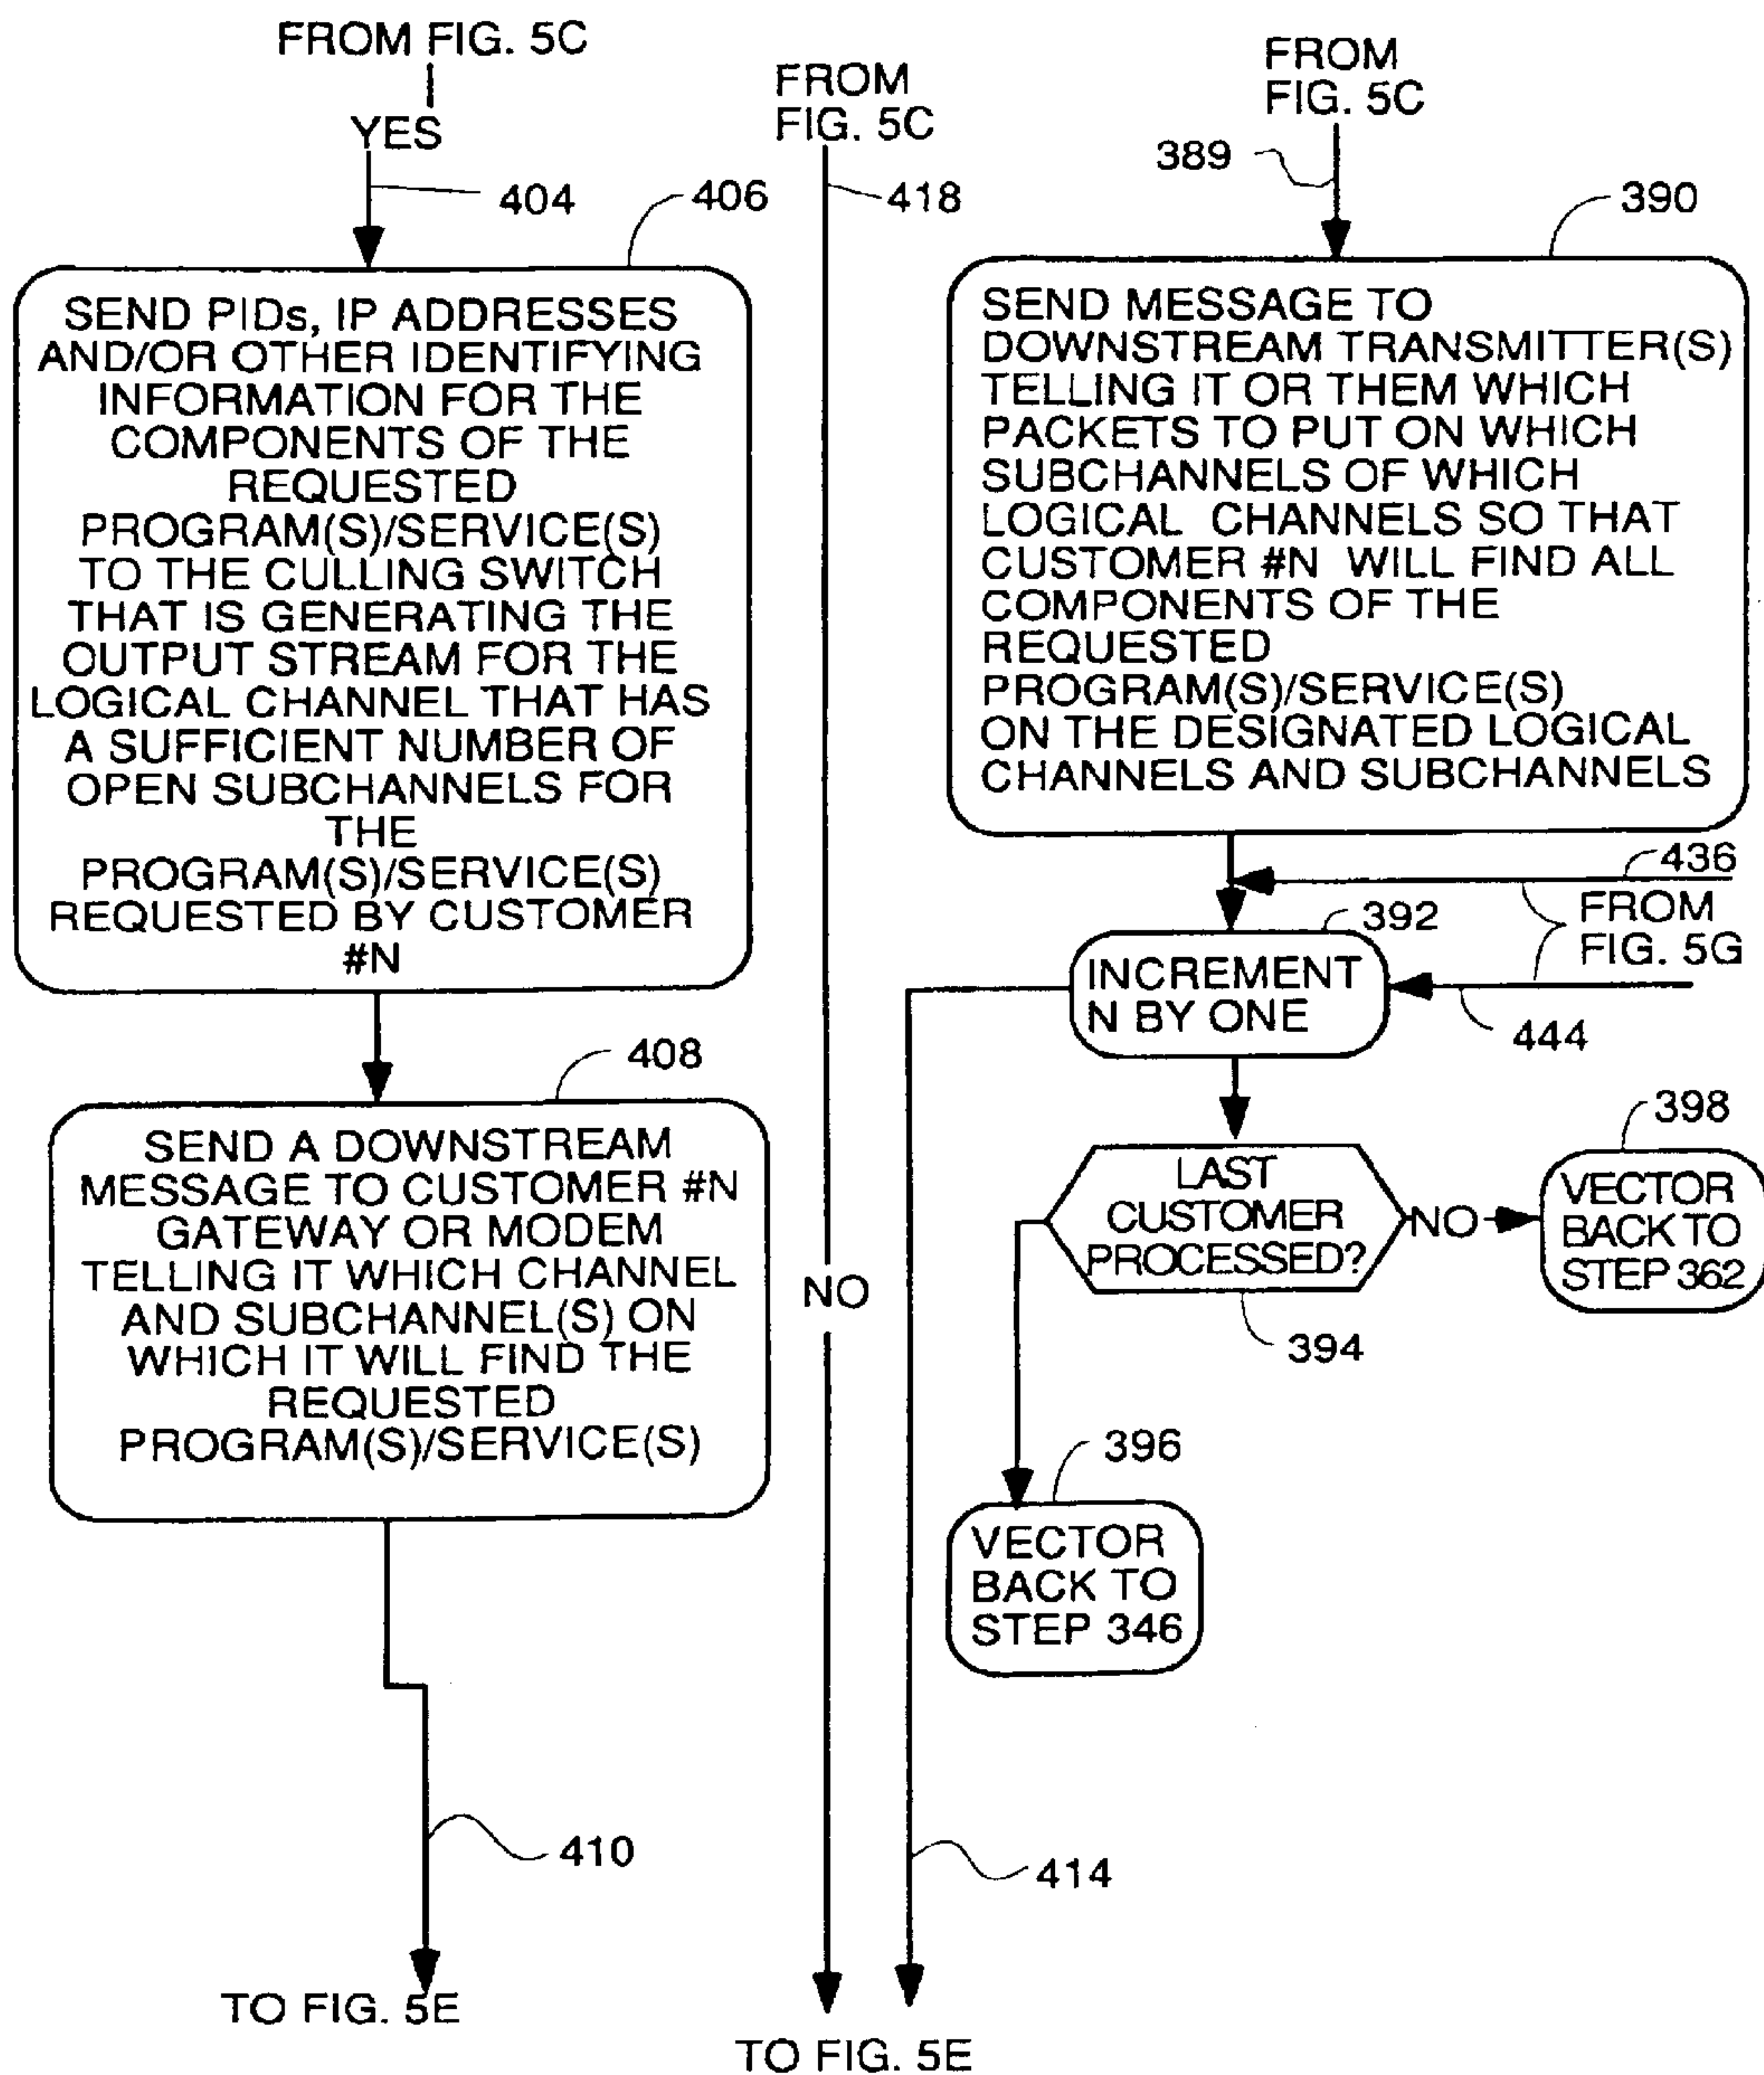 FROM FIG. 5C
YES
404
406
SEND PIDs, IP ADDRESSES
AND/OR OTHER IDENTIFYING
INFORMATION FOR THE
COMPONENTS OF THE
REQUESTED
PROGRAM(S)/SERVICE(S)
TO THE CULLING SWITCH
THAT IS GENERATING THE
OUTPUT STREAM FOR THE
LOGICAL CHANNEL THAT HAS
A SUFFICIENT NUMBER OF
OPEN SUBCHANNELS FOR
THE
PROGRAM(S)/SERVICE(S)
REQUESTED BY CUSTOMER
#N
408
SEND A DOWNSTREAM
MESSAGE TO CUSTOMER #N
GATEWAY OR MODEM
TELLING IT WHICH CHANNEL
AND SUBCHANNEL(S) ON
WHICH IT WILL FIND THE
REQUESTED
PROGRAM(S)/SERVICE(S)
410
TO FIG. 5E
FROM
FIG. 5C
418
NO
TO FIG. 5E
FROM
FIG. 5C
389
390
SEND MESSAGE TO
DOWNSTREAM TRANSMITTER(S)
TELLING IT OR THEM WHICH
PACKETS TO PUT ON WHICH
SUBCHANNELS OF WHICH
LOGICAL CHANNELS SO THAT
CUSTOMER #N WILL FIND ALL
COMPONENTS OF THE
REQUESTED
PROGRAM(S)/SERVICE(S)
ON THE DESIGNATED LOGICAL
CHANNELS AND SUBCHANNELS
436
FROM
FIG. 5G
392
INCREMENT
N BY ONE
444
LAST
CUSTOMER
PROCESSED?
NO
394
398
VECTOR
BACK TO
STEP 362
396
VECTOR
BACK TO
STEP 346
414